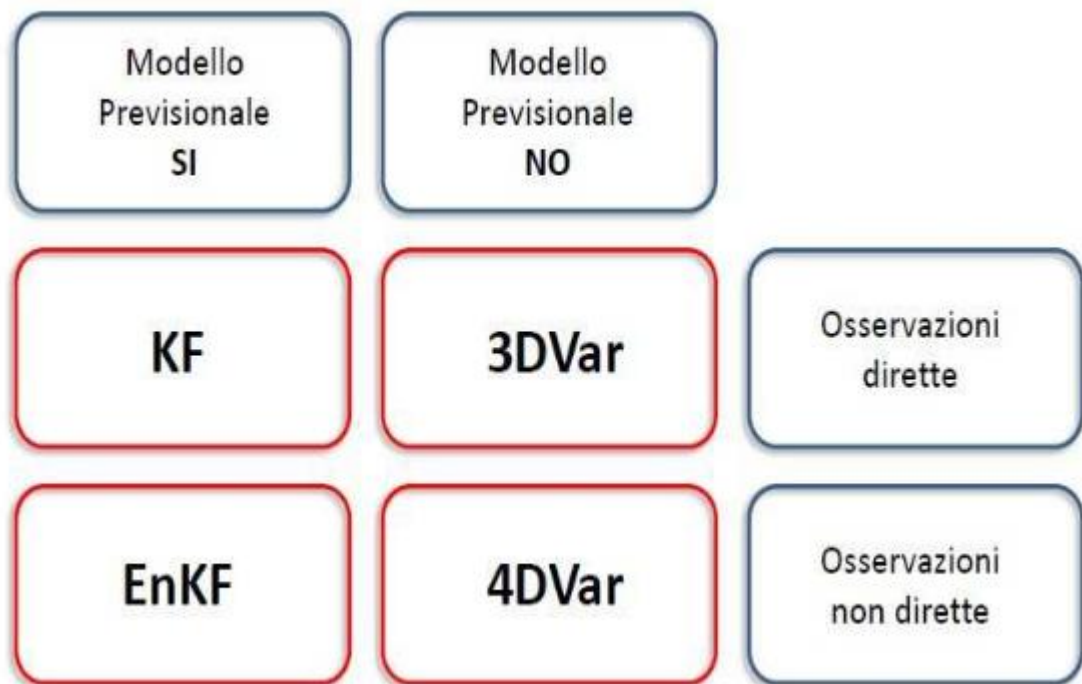 Modello
Previsionale
SI
Modello
Previsionale
NO
KF
3DVar
Osservazioni
dirette
EnKF
4DVar
Osservazioni
non dirette